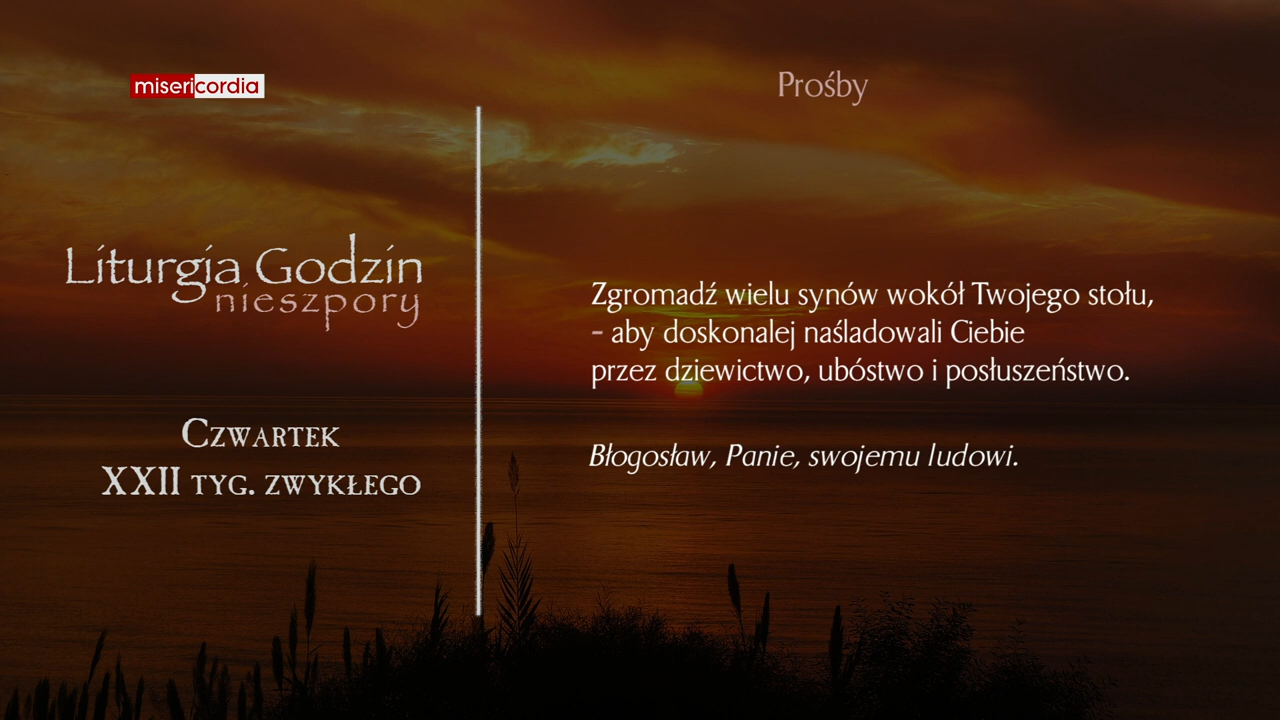 misericordia
Prośby
Liturgia Godzin
nieszpory
Czwartek
XXII tyg. zwykłego
Zgromadź wielu synów wokół Twojego stołu,
- aby doskonalej naśladowali Ciebie
przez dziewictwo, ubóstwo i posłuszeństwo.
Błogosław, Panie, swojemu ludowi.